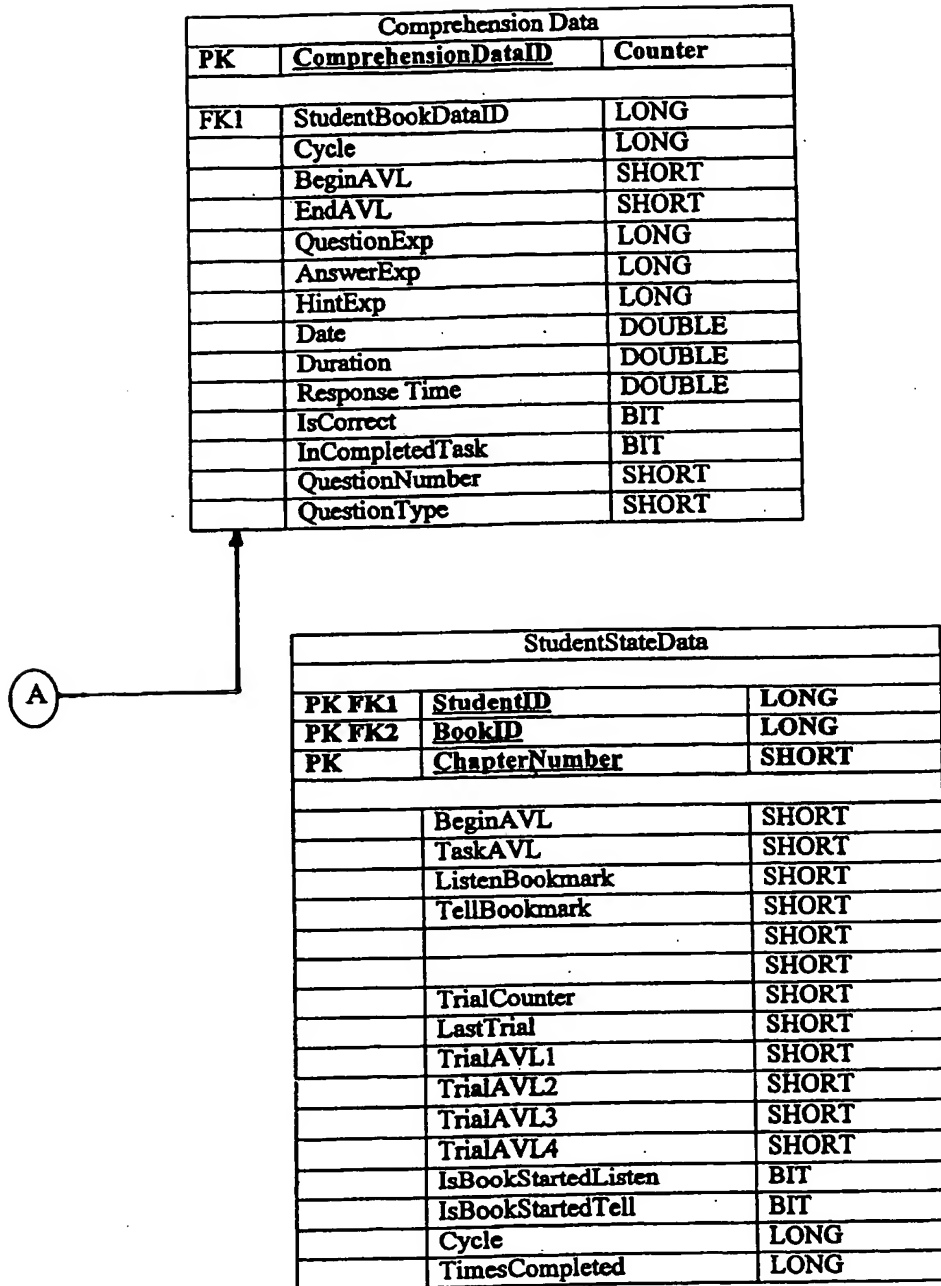 Comprehension Data
PK ComprehensionDataID Counter
FK1 StudentBookDataID LONG
Cycle LONG
BeginAVL SHORT
EndAVL SHORT
QuestionExp LONG
AnswerExp LONG
HintExp LONG
Date DOUBLE
Duration DOUBLE
Response Time DOUBLE
IsCorrect BIT
InCompletedTask BIT
QuestionNumber SHORT
QuestionType SHORT
A
StudentStateData
PK FK1 StudentID LONG
PK FK2 BookID LONG
PK ChapterNumber SHORT
BeginAVL SHORT
TaskAVL SHORT
ListenBookmark SHORT
TellBookmark SHORT
SHORT
SHORT
TrialCounter SHORT
LastTrial SHORT
TrialAVL1 SHORT
TrialAVL2 SHORT
TrialAVL3 SHORT
TrialAVL4 SHORT
IsBookStartedListen BIT
IsBookStartedTell BIT
Cycle LONG
TimesCompleted LONG